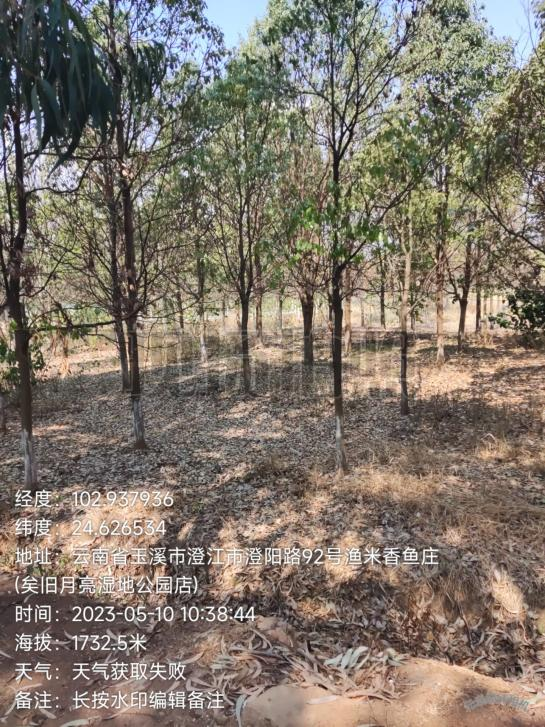 经度：102.937936
纬度：24.626534
地址：云南省玉溪市澄江市澄阳路92号渔米香鱼庄
(矣旧月亮湿地公园店)
时间：2023-05-10 10:38:44
海拔：1732.5米
天气：天气获取失败
备注：长按水印编辑备注